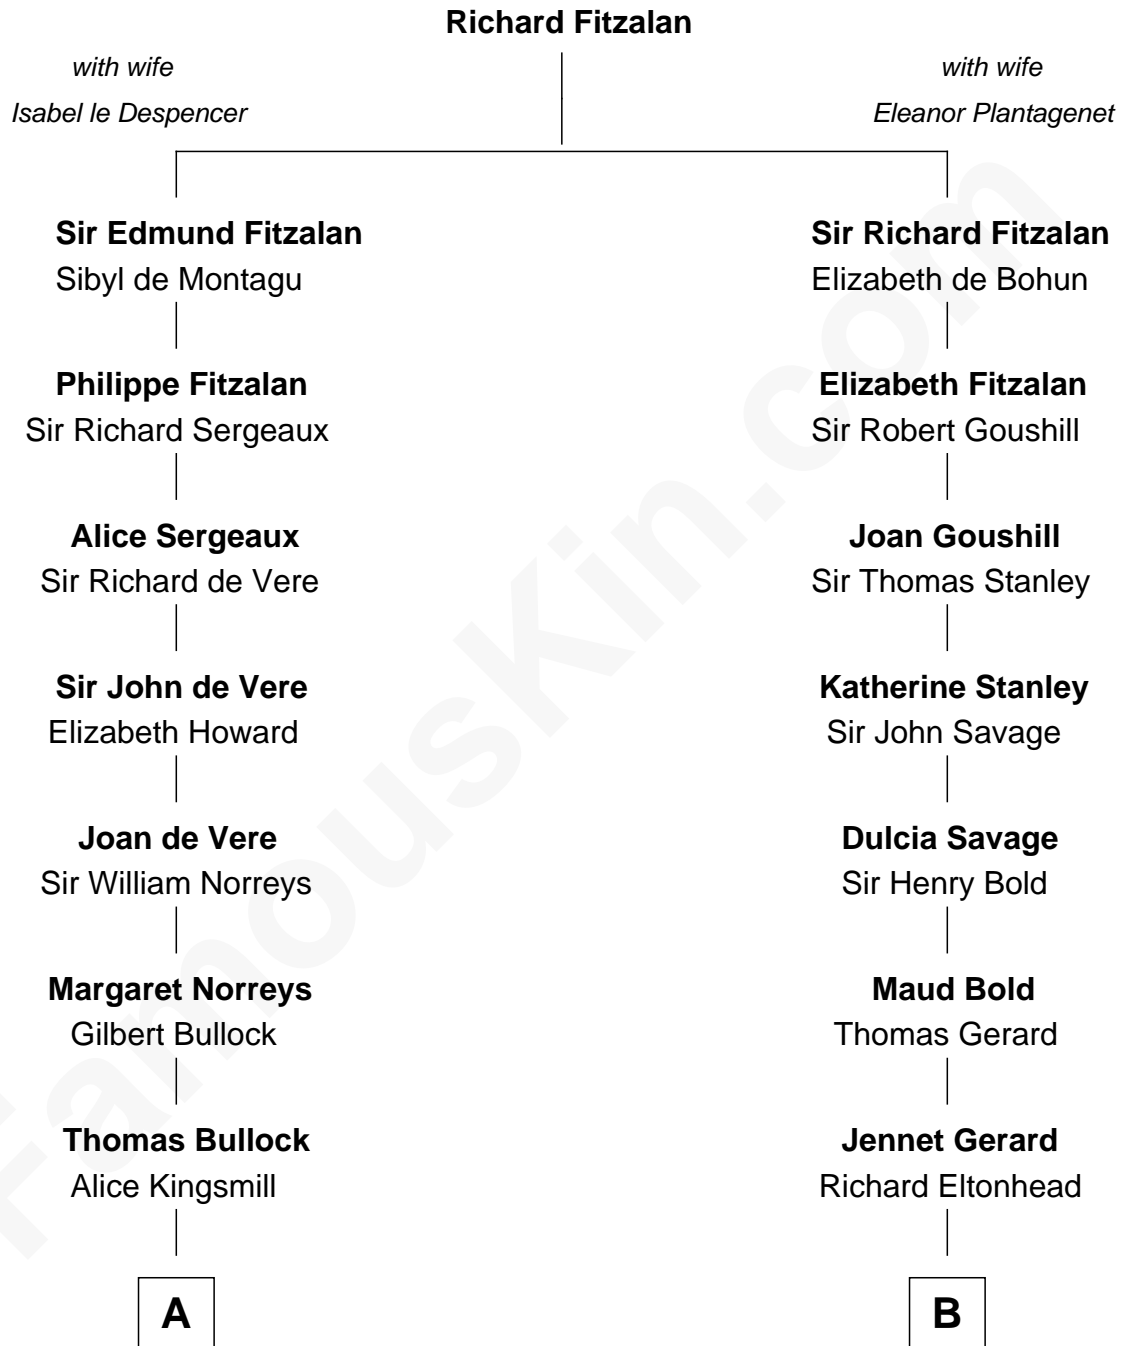 Richard Fitzalan
with wife
Isabel le Despencer
with wife
Eleanor Plantagenet
Sir Edmund Fitzalan
Sibyl de Montagu
Sir Richard Fitzalan
Elizabeth de Bohun
Philippe Fitzalan
Sir Richard Sergeaux
Elizabeth Fitzalan
Sir Robert Goushill
Alice Sergeaux
Sir Richard de Vere
Joan Goushill
Sir Thomas Stanley
Sir John de Vere
Elizabeth Howard
Katherine Stanley
Sir John Savage
Joan de Vere
Sir William Norreys
Dulcia Savage
Sir Henry Bold
Margaret Norreys
Gilbert Bullock
Maud Bold
Thomas Gerard
Thomas Bullock
Alice Kingsmill
Jennet Gerard
Richard Eltonhead
A
B
FamousKin.com